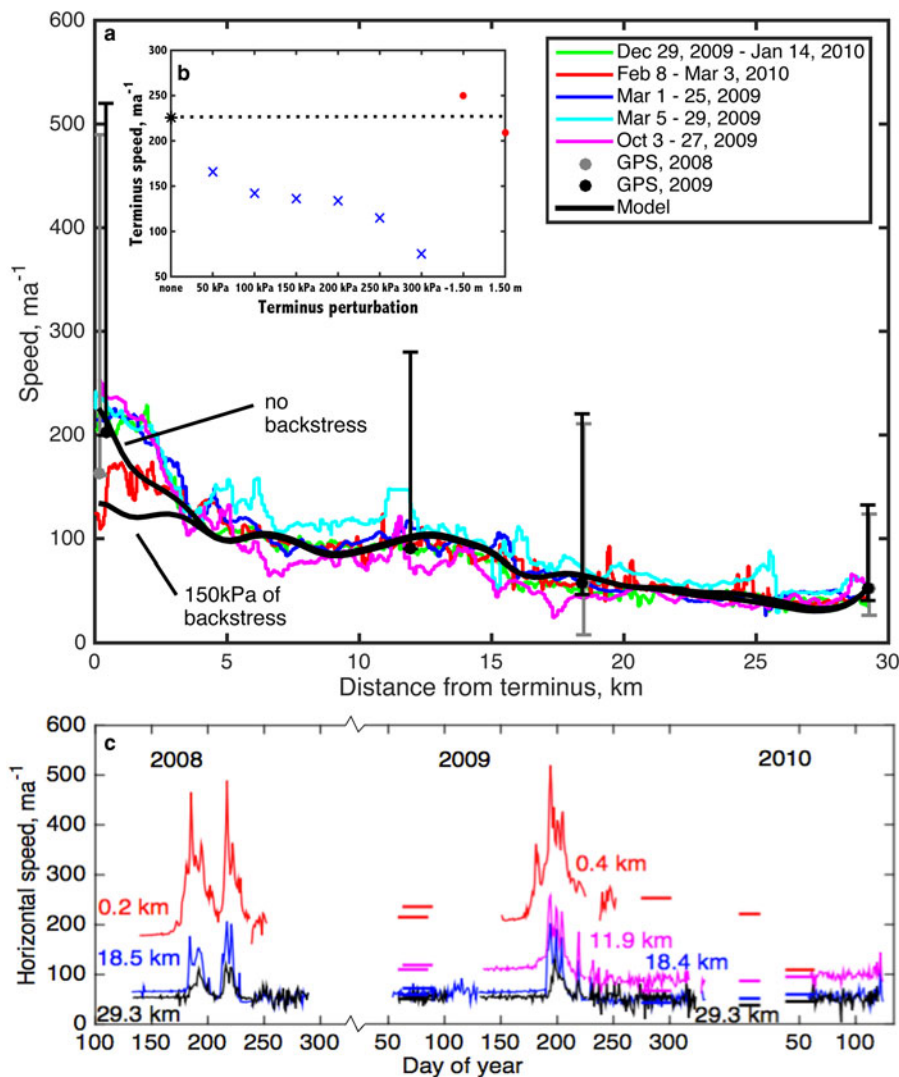 600
500
400
300
200
100
0
Speed, ma-1
a
b
300
250
200
150
100
50
Terminus speed, ma-1
none 50 kPa 100 kPa 150 kPa 200 kPa 250 kPa 300 kPa -1.50 m 1.50 m
Terminus perturbation
Dec 29, 2009 - Jan 14, 2010
Feb 8 - Mar 3, 2010
Mar 1 - 25, 2009
Mar 5 - 29, 2009
Oct 3 - 27, 2009
GPS, 2008
GPS, 2009
Model
no
backstress
150kPa of
backstress
0 5 10 15 20 25 30
Distance from terminus, km
600
500
400
300
200
100
0
Horizontal speed, ma-1
c
2008 2009 2010
0.2 km
18.5 km
29.3 km
0.4 km
11.9 km
18.4 km
29.3 km
100 150 200 250 300 50 100 150 200 250 300 50 100
Day of year